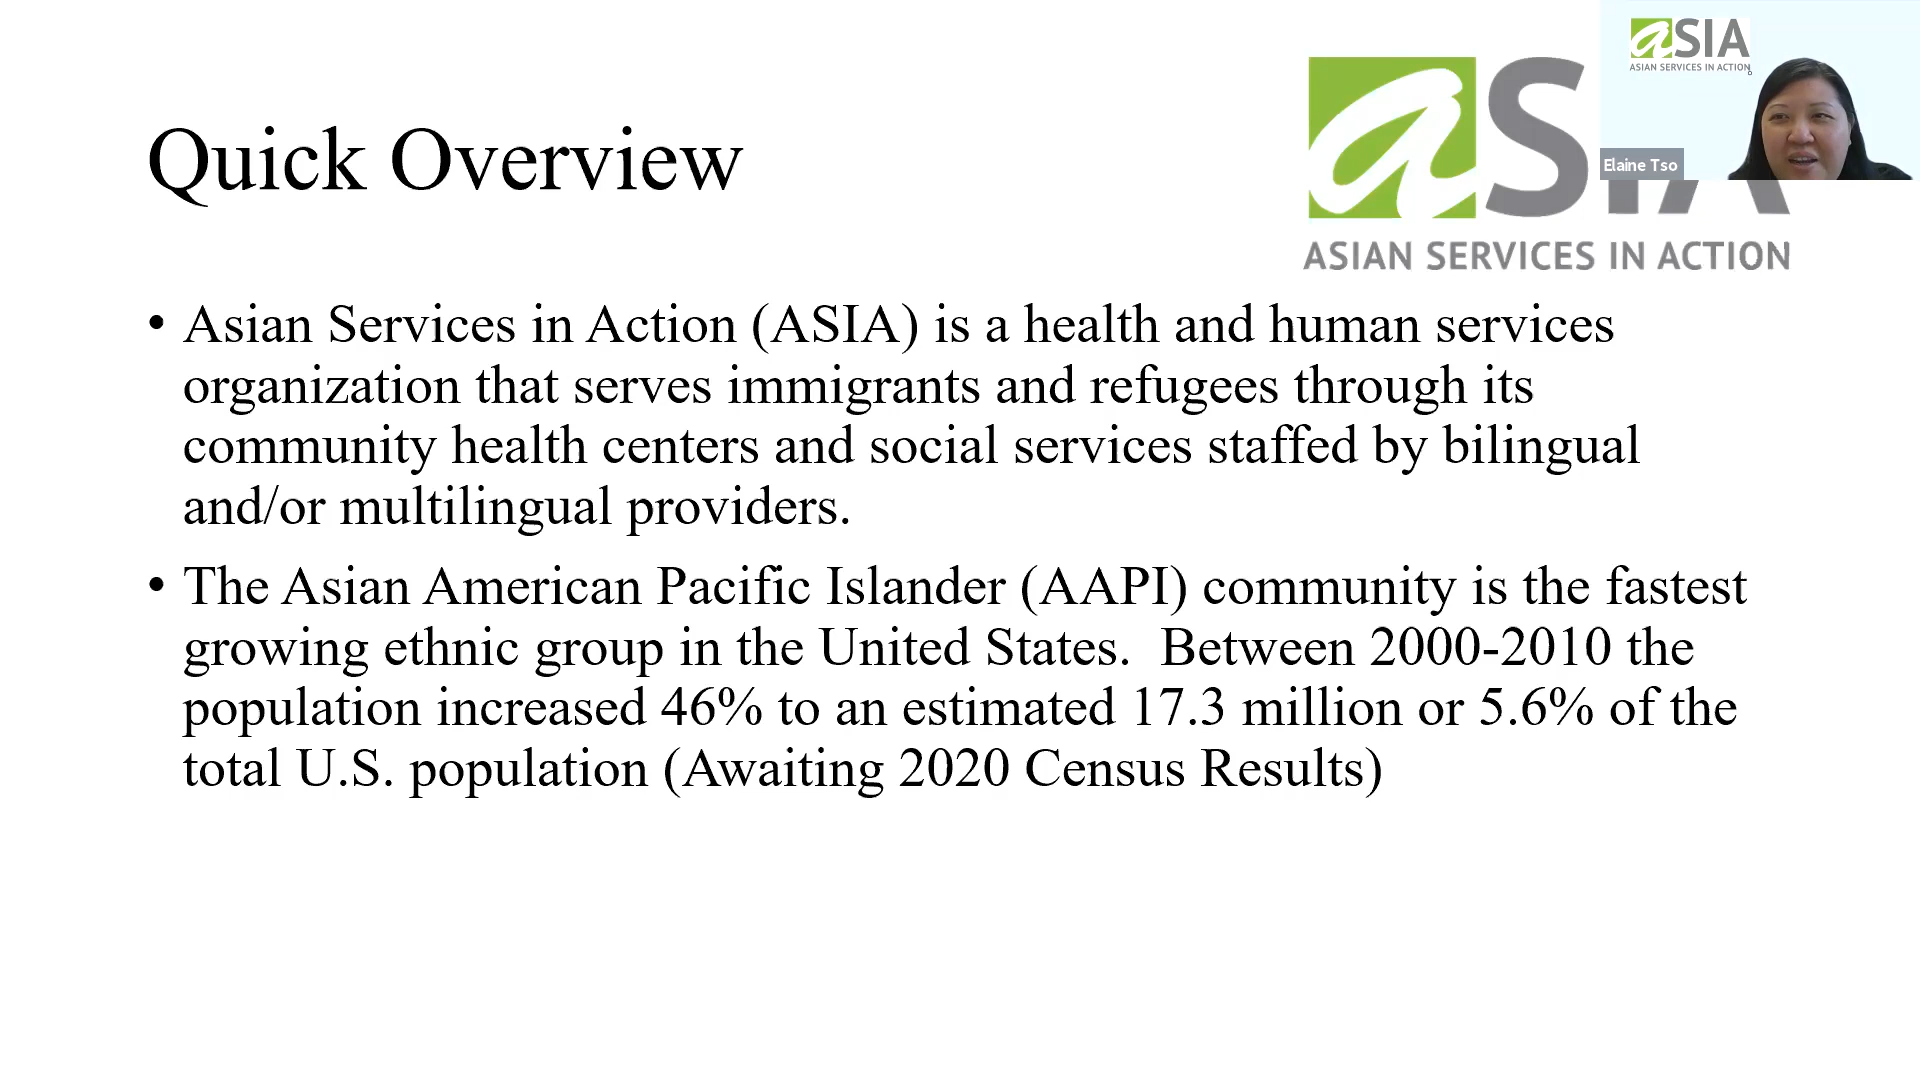 Quick Overview
aSIA
ASIAN SERVICES IN ACTION
aSIA
ASIAN SERVICES IN ACTION
Elaine Tso
• Asian Services in Action (ASIA) is a health and human services
organization that serves immigrants and refugees through its
community health centers and social services staffed by bilingual
and/or multilingual providers.
• The Asian American Pacific Islander (AAPI) community is the fastest
growing ethnic group in the United States.  Between 2000-2010 the
population increased 46% to an estimated 17.3 million or 5.6% of the
total U.S. population (Awaiting 2020 Census Results)